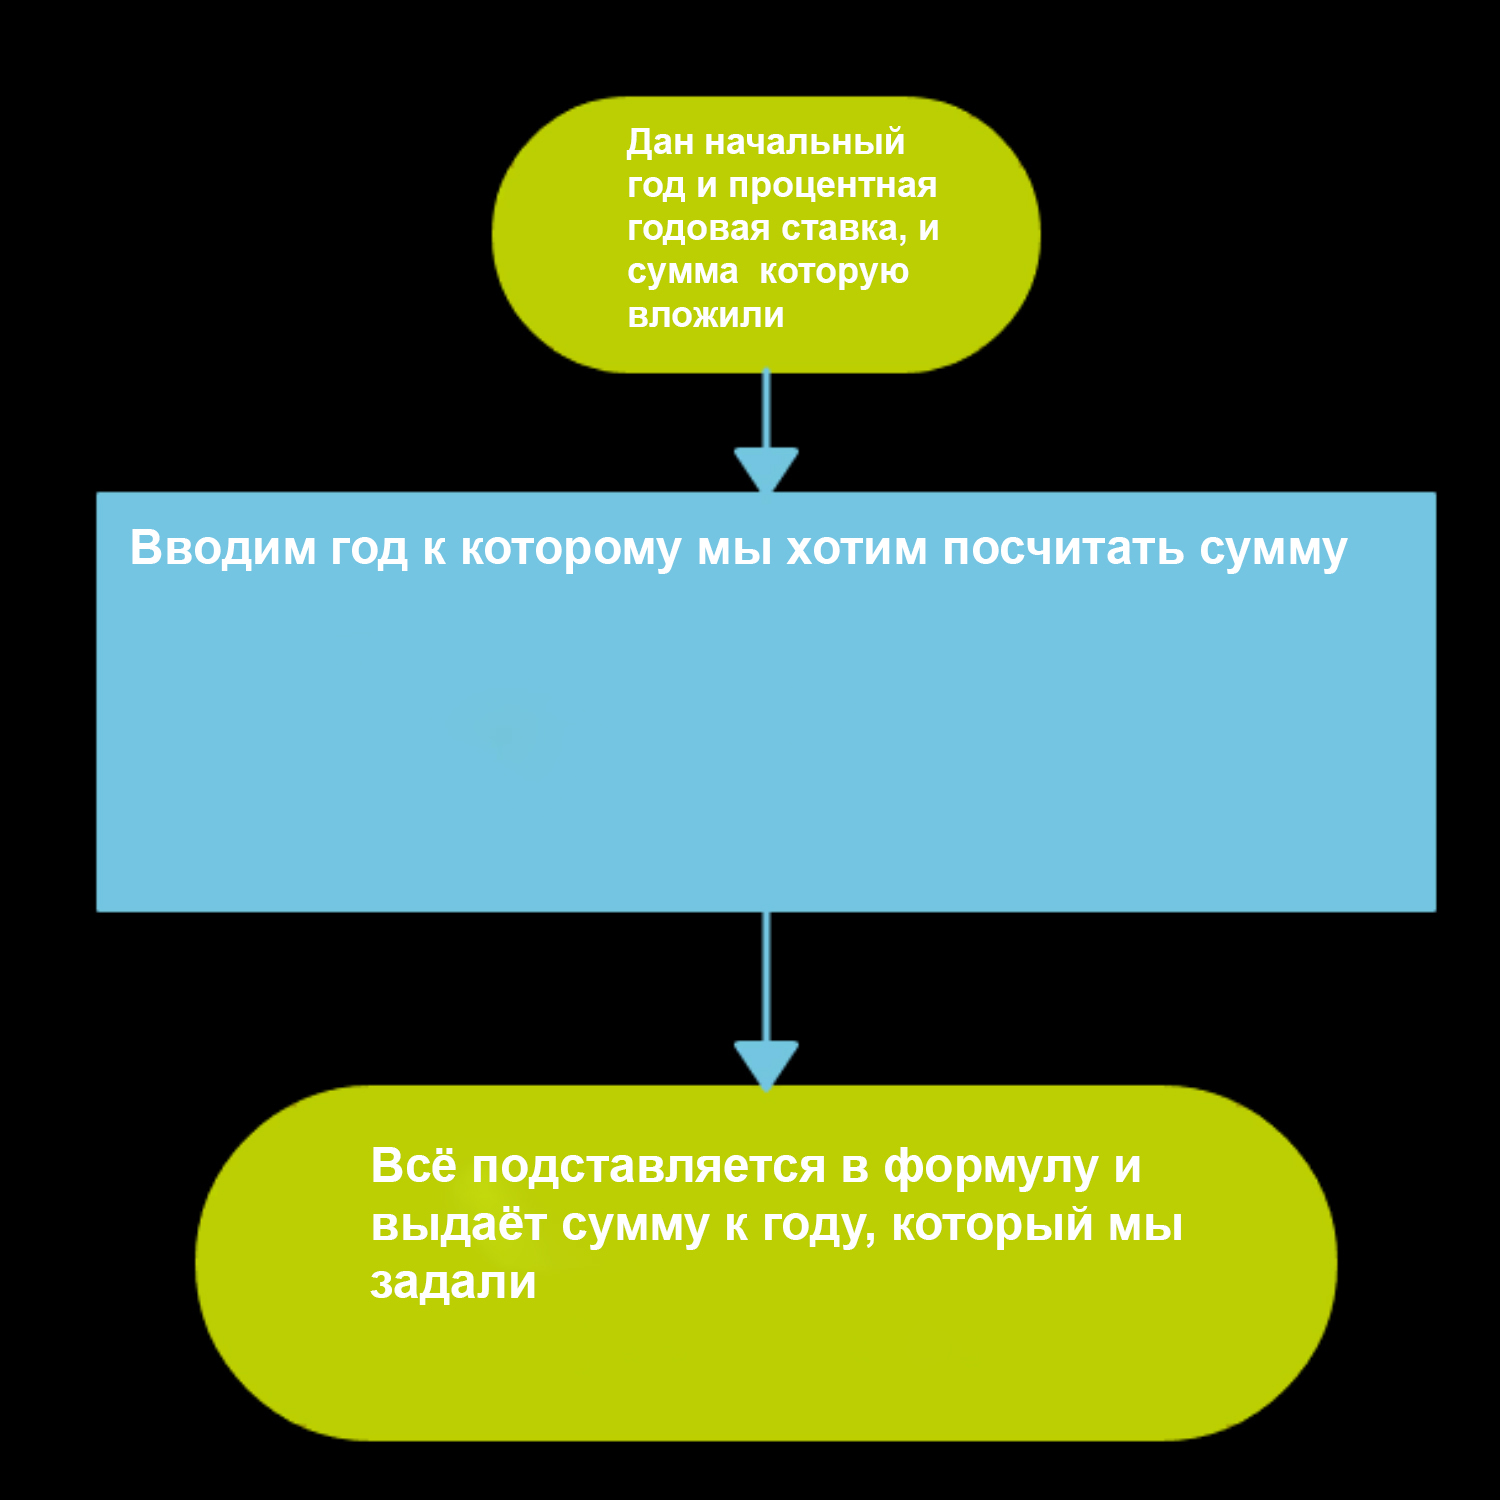 Дан начальный
год и процентная
годовая ставка, и
сумма  которую
вложили
Вводим год к которому мы хотим посчитать сумму
Всё подставляется в формулу и
выдаёт сумму к году, который мы
задали